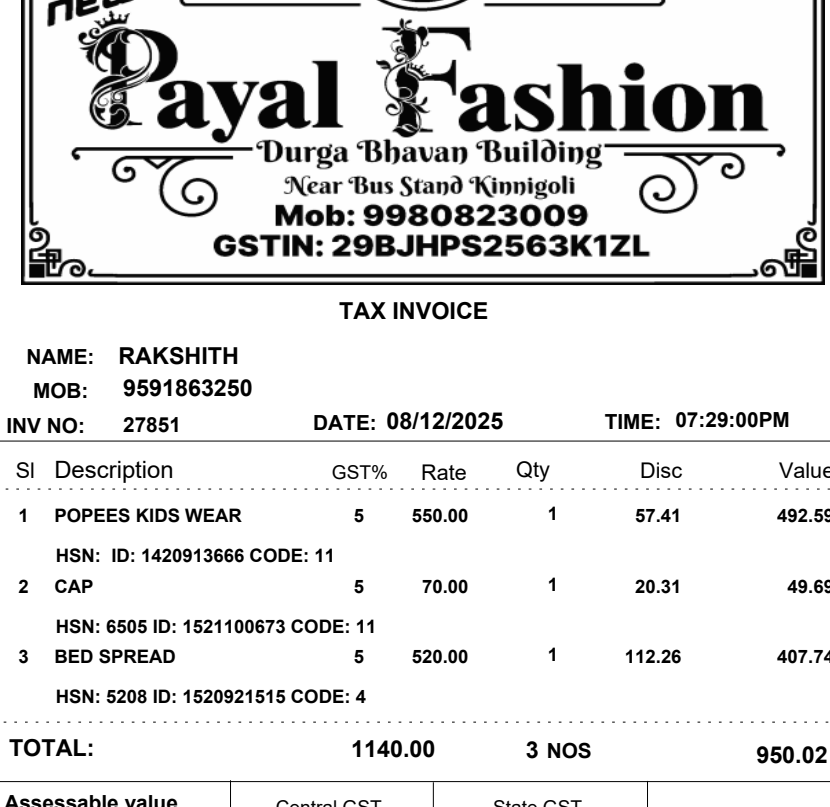 new
Payal Fashion
Durga Bhavan Building
Near Bus Stand Kinnigoli
Mob: 9980823009
GSTIN: 29BJHPS2563K1ZL
TAX INVOICE
NAME: RAKSHITH
MOB: 9591863250
INV NO: 27851 DATE: 08/12/2025 TIME: 07:29:00PM
Sl Description GST% Rate Qty Disc Value
1 POPEES KIDS WEAR 5 550.00 1 57.41 492.59
HSN: ID: 1420913666 CODE: 11
2 CAP 5 70.00 1 20.31 49.69
HSN: 6505 ID: 1521100673 CODE: 11
3 BED SPREAD 5 520.00 1 112.26 407.74
HSN: 5208 ID: 1520921515 CODE: 4
TOTAL: 1140.00 3 NOS 950.02
Assessable value Central GST State GST